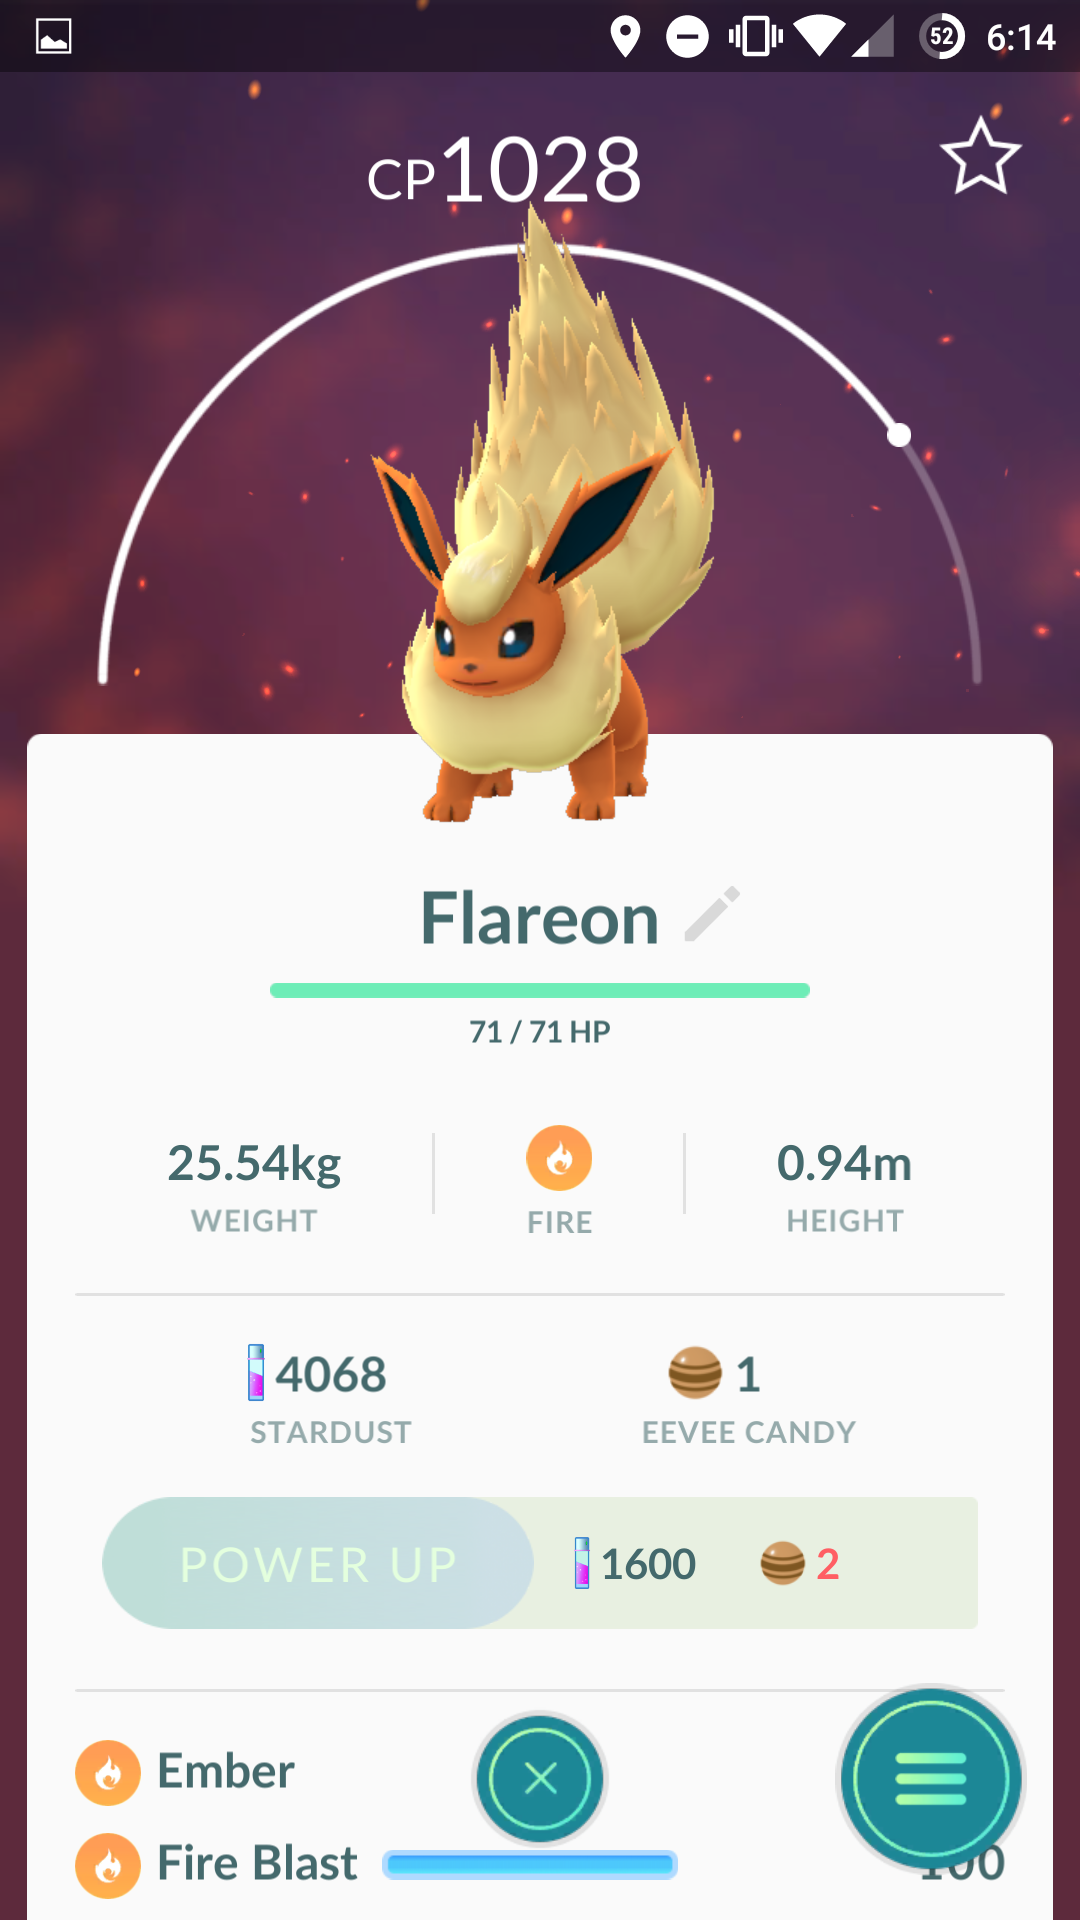 52 6:14
CP1028
Flareon
71 / 71 HP
25.54kg
WEIGHT
FIRE
0.94m
HEIGHT
4068
STARDUST
1
EEVEE CANDY
POWER UP 1600 2
Ember
Fire Blast 100